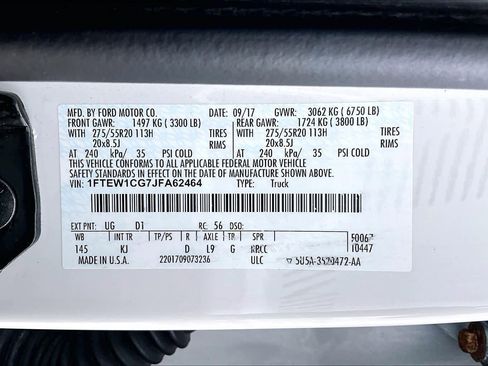 MFD. BY FORD MOTOR CO. 09/17 GVWR: 3062 KG ( 6750 LB)
FRONT GAWR: 1497 KG ( 3300 LB) REAR GAWR: 1724 KG ( 3800 LB)
WITH 275/55R20 113H TIRES WITH 275/55R20 113H TIRES
20x8.5J RIMS 20x8.5J RIMS
AT 240 kPa/ 35 PSI COLD AT 240 kPa/ 35 PSI COLD
THIS VEHICLE CONFORMS TO ALL APPLICABLE FEDERAL MOTOR VEHICLE
SAFETY STANDARDS IN EFFECT ON THE DATE OF MANUFACTURE SHOWN ABOVE.
VIN: 1FTEW1CG7JFA62464 TYPE: TRUCK
EXT PNT: UG D1 RC: 56 DSO:
WB INT TR TP/PS R AXLE TR SPR
145 KJ D L9 G 10447
MADE IN U.S.A. 2201709073236 ULC